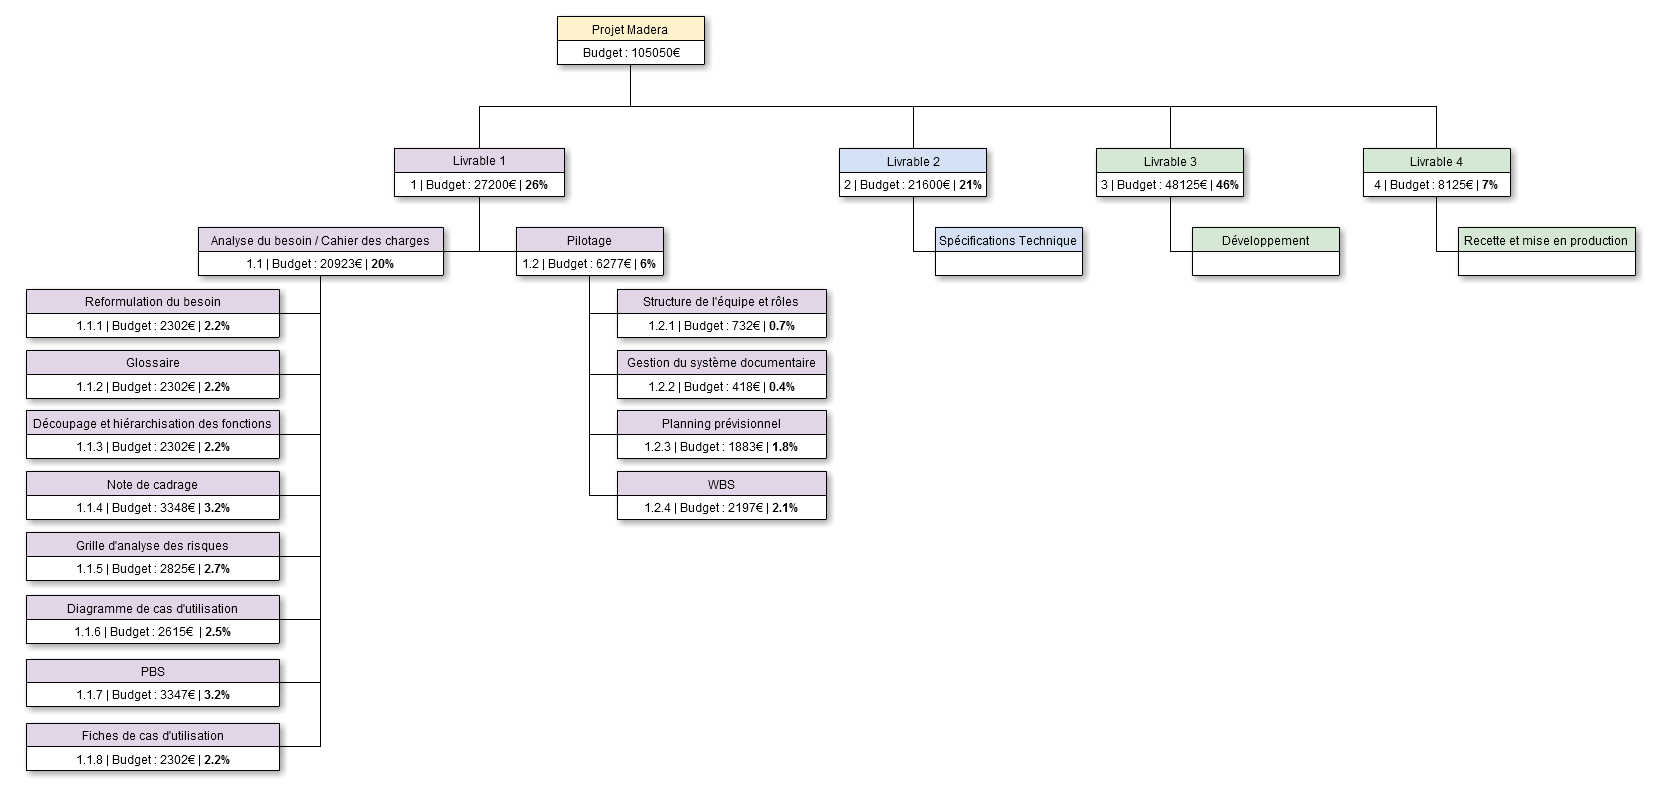 Projet Madera
Budget : 105050€
Livrable 1
1 | Budget : 27200€ | 26%
Livrable 2
2 | Budget : 21600€ | 21%
Livrable 3
3 | Budget : 48125€ | 46%
Livrable 4
4 | Budget : 8125€ | 7%
Analyse du besoin / Cahier des charges
1.1 | Budget : 20923€ | 20%
Pilotage
1.2 | Budget : 6277€ | 6%
Spécifications Technique
Développement
Recette et mise en production
Reformulation du besoin
1.1.1 | Budget : 2302€ | 2.2%
Glossaire
1.1.2 | Budget : 2302€ | 2.2%
Découpage et hiérarchisation des fonctions
1.1.3 | Budget : 2302€ | 2.2%
Note de cadrage
1.1.4 | Budget : 3348€ | 3.2%
Grille d'analyse des risques
1.1.5 | Budget : 2825€ | 2.7%
Diagramme de cas d'utilisation
1.1.6 | Budget : 2615€ | 2.5%
PBS
1.1.7 | Budget : 3347€ | 3.2%
Fiches de cas d'utilisation
1.1.8 | Budget : 2302€ | 2.2%
Structure de l'équipe et rôles
1.2.1 | Budget : 732€ | 0.7%
Gestion du système documentaire
1.2.2 | Budget : 418€ | 0.4%
Planning prévisionnel
1.2.3 | Budget : 1883€ | 1.8%
WBS
1.2.4 | Budget : 2197€ | 2.1%